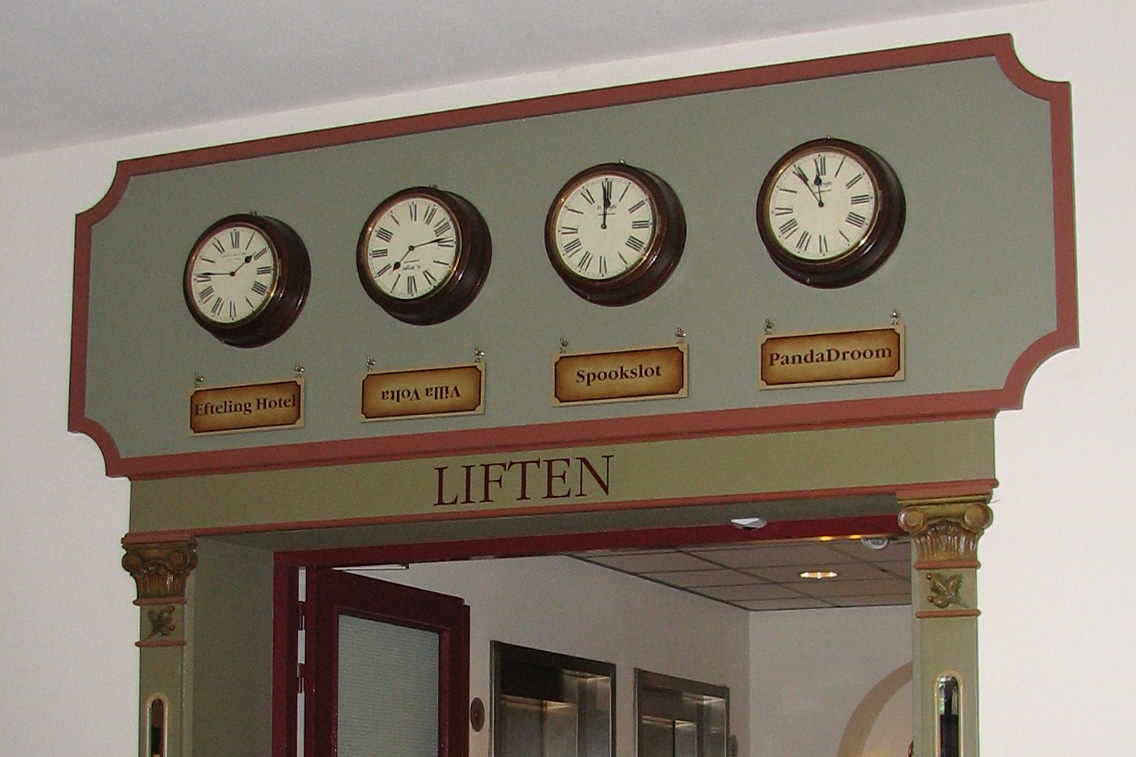 Efteling Hotel
Villa Volta
Spookslot
PandaDroom
LIFTEN